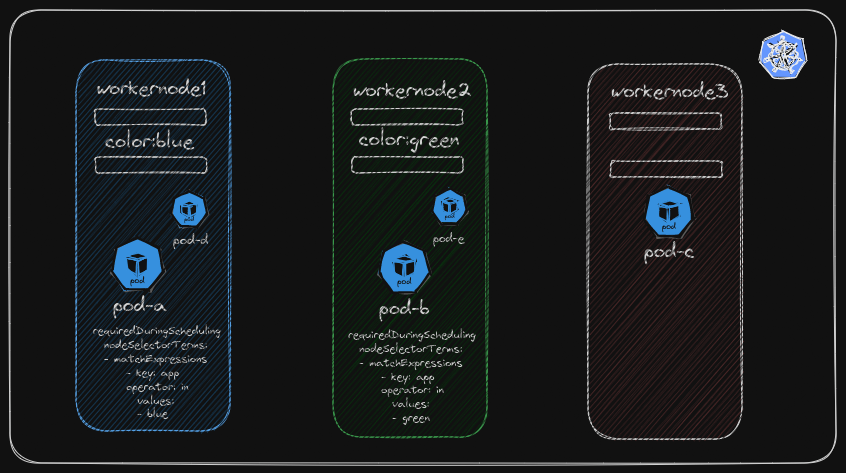 workernode1
color:blue
pod
pod-d
pod
pod-a
requiredDuringScheduling
nodeSelectorTerms:
- matchExpressions
- key: app
operator: in
values:
- blue
workernode2
color:green
pod
pod-e
pod
pod-b
requiredDuringScheduling
nodeSelectorTerms:
- matchExpressions
- key: app
operator: in
values:
- green
workernode3
pod
pod-c